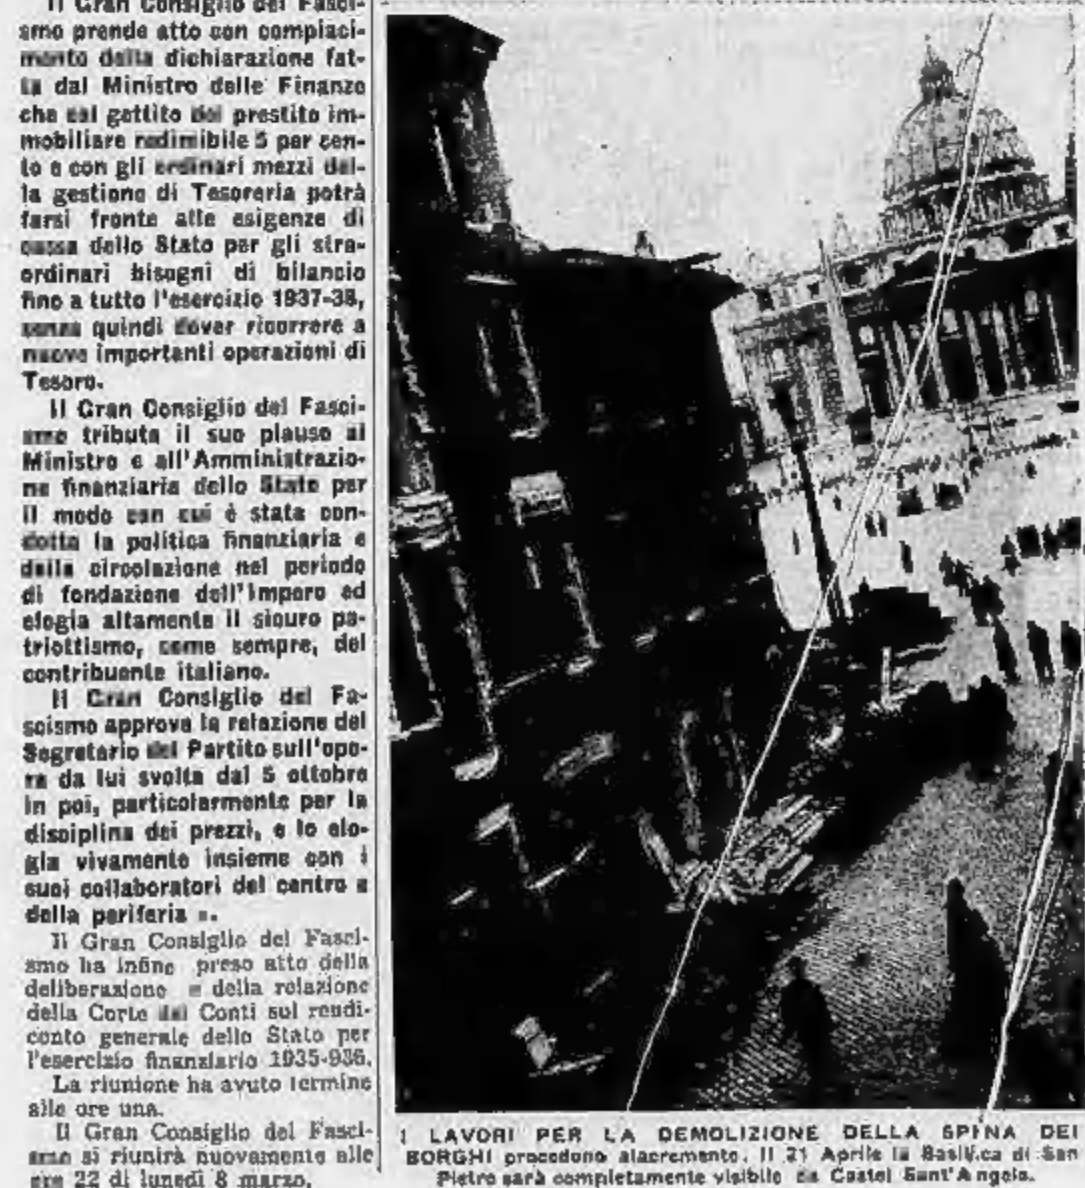 Il Gran Consiglio del Fasci-
smo prende atto con compiaci-
mento della dichiarazione fat-
ta dal Ministro delle Finanze
che col gettito del prestito im-
mobiliare redimibile 5 per cen-
to e con gli ordinari mezzi del-
la gestione di Tesoreria potrà
farsi fronte alle esigenze di
cassa dello Stato per gli stra-
ordinari bisogni di bilancio
fino a tutto l'esercizio 1937-38,
senza quindi dover ricorrere a
nuove importanti operazioni di
Tesoro.
Il Gran Consiglio del Fasci-
smo tributa il suo plauso al
Ministro e all'Amministrazio-
ne finanziaria dello Stato per
il modo con cui è stata con-
dotta la politica finanziaria e
della circolazione nel periodo
di fondazione dell'Impero ed
elogia altamente il sicuro pa-
triottismo, come sempre, del
contribuente italiano.
Il Gran Consiglio del Fa-
scismo approva la relazione del
Segretario del Partito sull'ope-
ra da lui svolta dal 5 ottobre
in poi, particolarmente per la
disciplina dei prezzi, e lo elo-
gia vivamente insieme con i
suoi collaboratori del centro e
della periferia ».
Il Gran Consiglio del Fasci-
smo ha infine preso atto della
deliberazione e della relazione
della Corte dei Conti sul rendi-
conto generale dello Stato per
l'esercizio finanziario 1935-936.
La riunione ha avuto termine
alle ore una.
Il Gran Consiglio del Fasci-
smo si riunirà nuovamente alle
ore 22 di lunedì 8 marzo.
I LAVORI PER LA DEMOLIZIONE DELLA SPINA DEI
BORGHI procedono alacremente. Il 21 Aprile la Basilica di San
Pietro sarà completamente visibile da Castel Sant'Angelo.